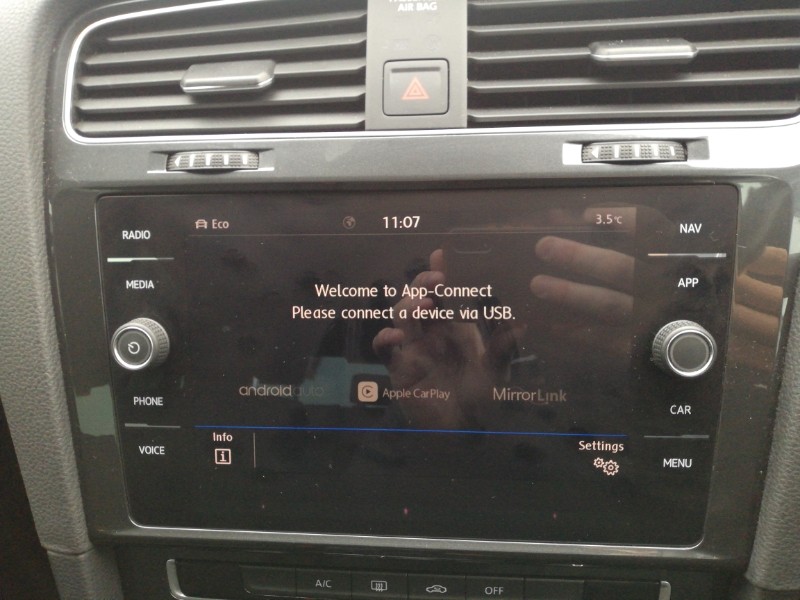 AIR BAG
RADIO
Eco
11:07
3.5°C
NAV
MEDIA
APP
Welcome to App-Connect
Please connect a device via USB.
androidauto
Apple CarPlay
MirrorLink
PHONE
CAR
VOICE
Info
i
Settings
MENU
A/C
OFF